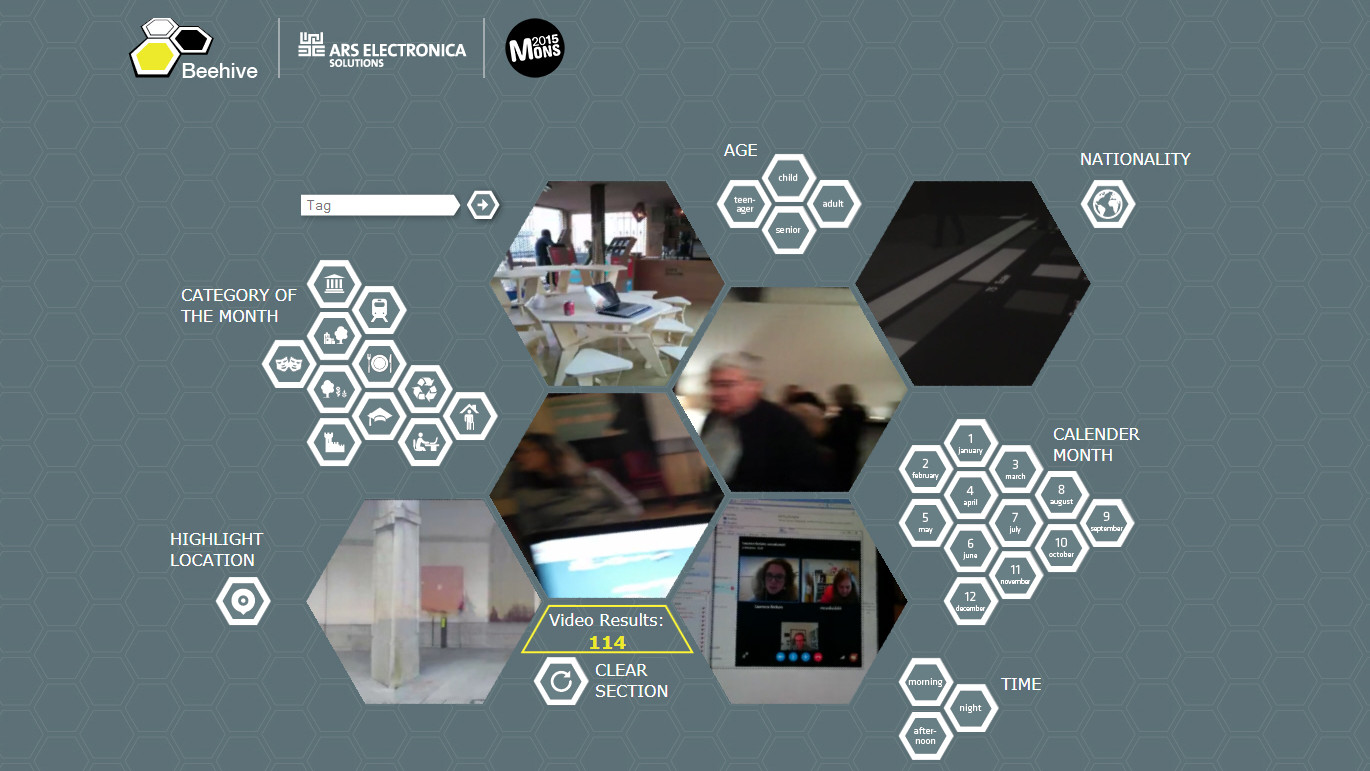 Beehive
ARS ELECTRONICA
SOLUTIONS
2015
MONS
AGE
child
teen-
ager
adult
senior
NATIONALITY
Tag
CATEGORY OF
THE MONTH
CALENDER
MONTH
1
january
2
february
3
march
4
april
8
august
5
may
7
july
9
september
6
june
10
october
11
november
12
december
HIGHLIGHT
LOCATION
Video Results:
114
CLEAR
SECTION
TIME
morning
night
after-
noon